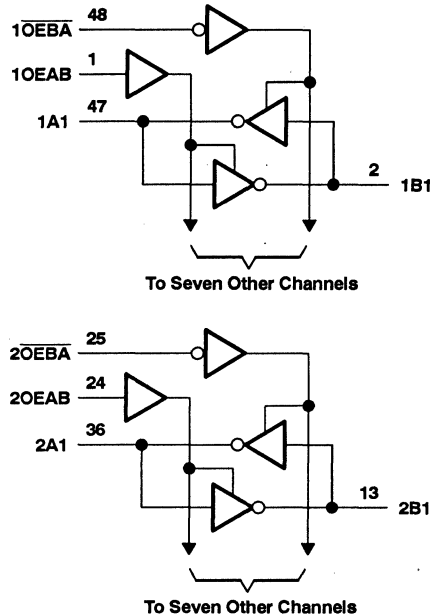 48
1OEBA
1
1OEAB
47
1A1
2
1B1
To Seven Other Channels
25
2OEBA
24
2OEAB
36
2A1
13
2B1
To Seven Other Channels